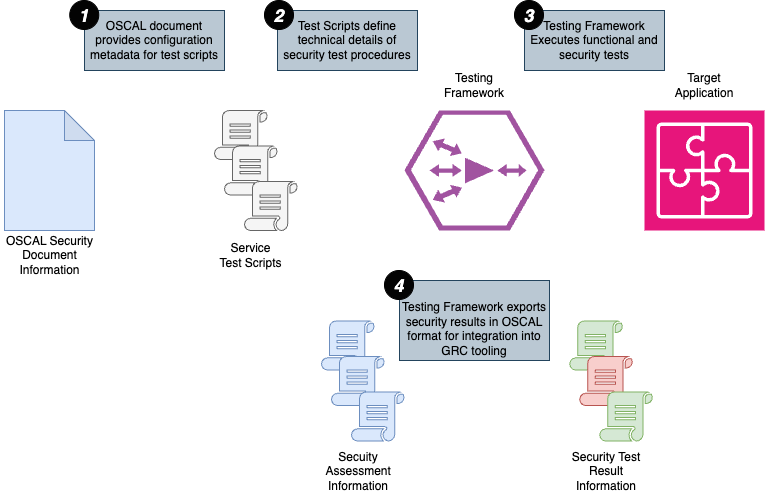 1
OSCAL document
provides configuration
metadata for test scripts
2
Test Scripts define
technical details of
security test procedures
3
Testing Framework
Executes functional and
security tests
Testing
Framework
Target
Application
OSCAL Security
Document
Information
Service
Test Scripts
4
Testing Framework exports
security results in OSCAL
format for integration into
GRC tooling
Secuity
Assessment
Information
Security Test
Result
Information